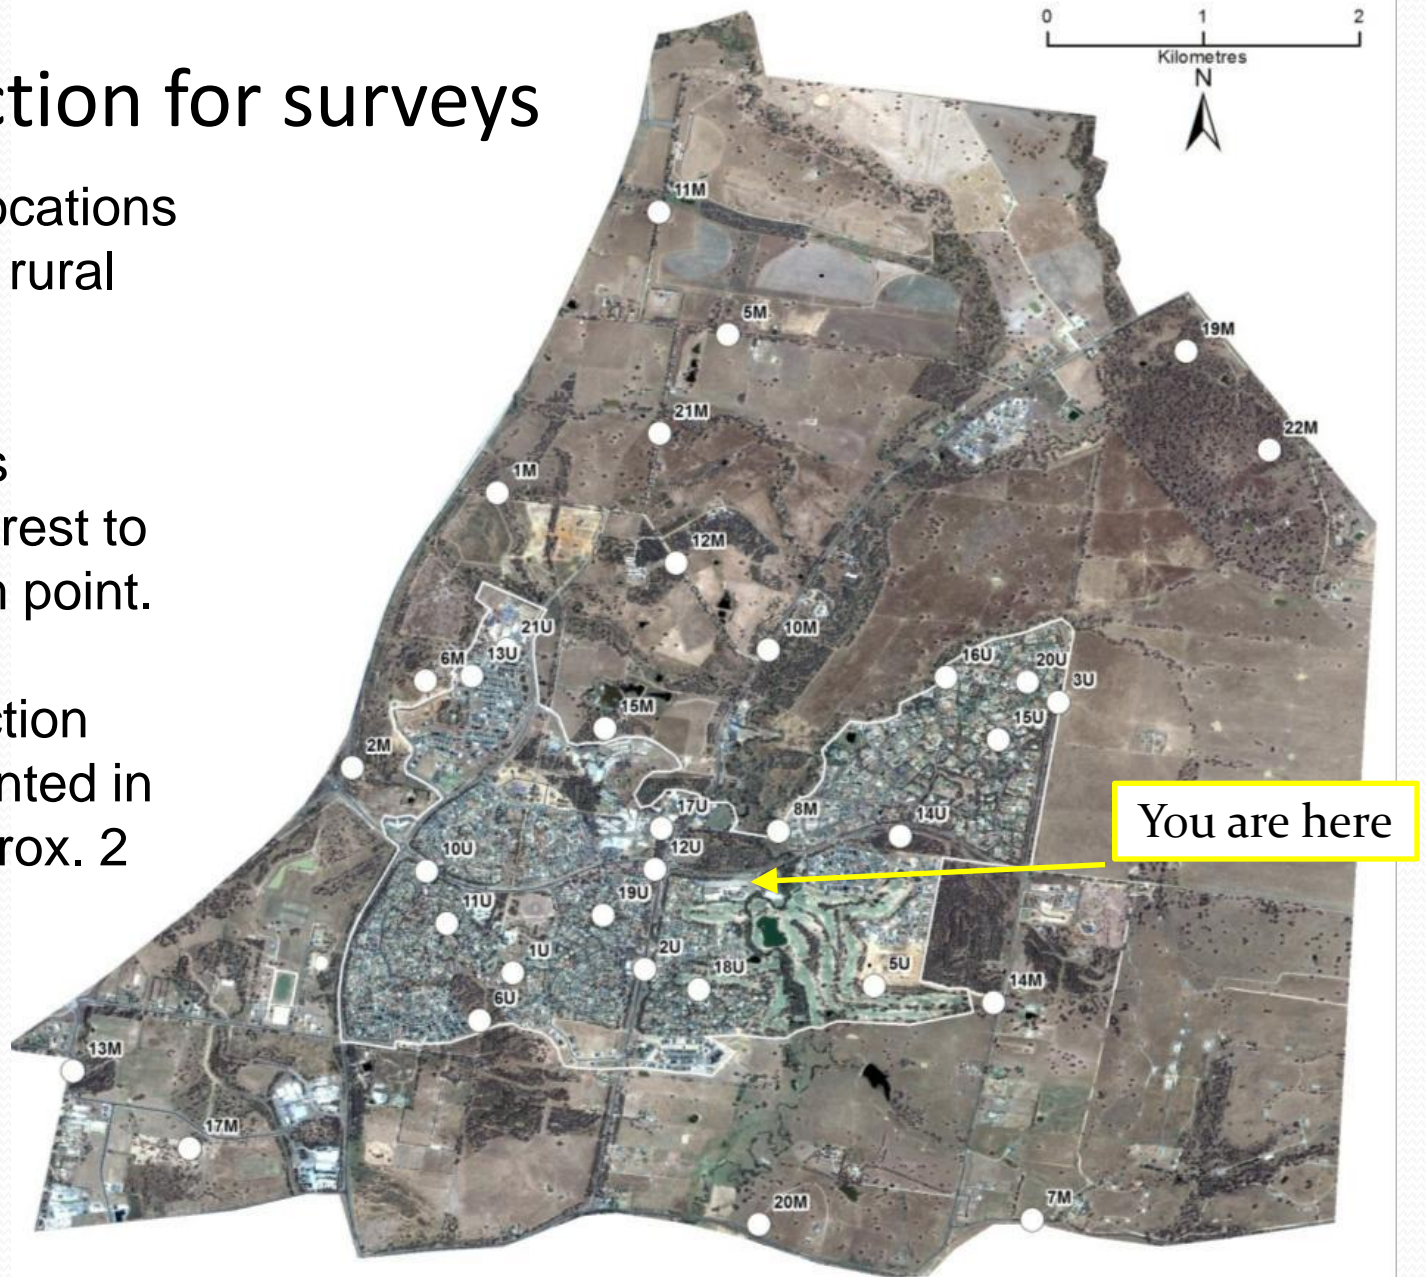 ction for surveys
ocations
rural
s
rest to
n point.
ction
nted in
rox. 2
0 1 2
Kilometres
N
11M
5M
19M
21M
22M
1M
12M
10M
21U
13U
6M
16U
20U
3U
15M
15U
2M
17U
8M
14U
You are here
12U
10U
19U
11U
1U
2U
18U
5U
6U
14M
13M
17M
20M
7M